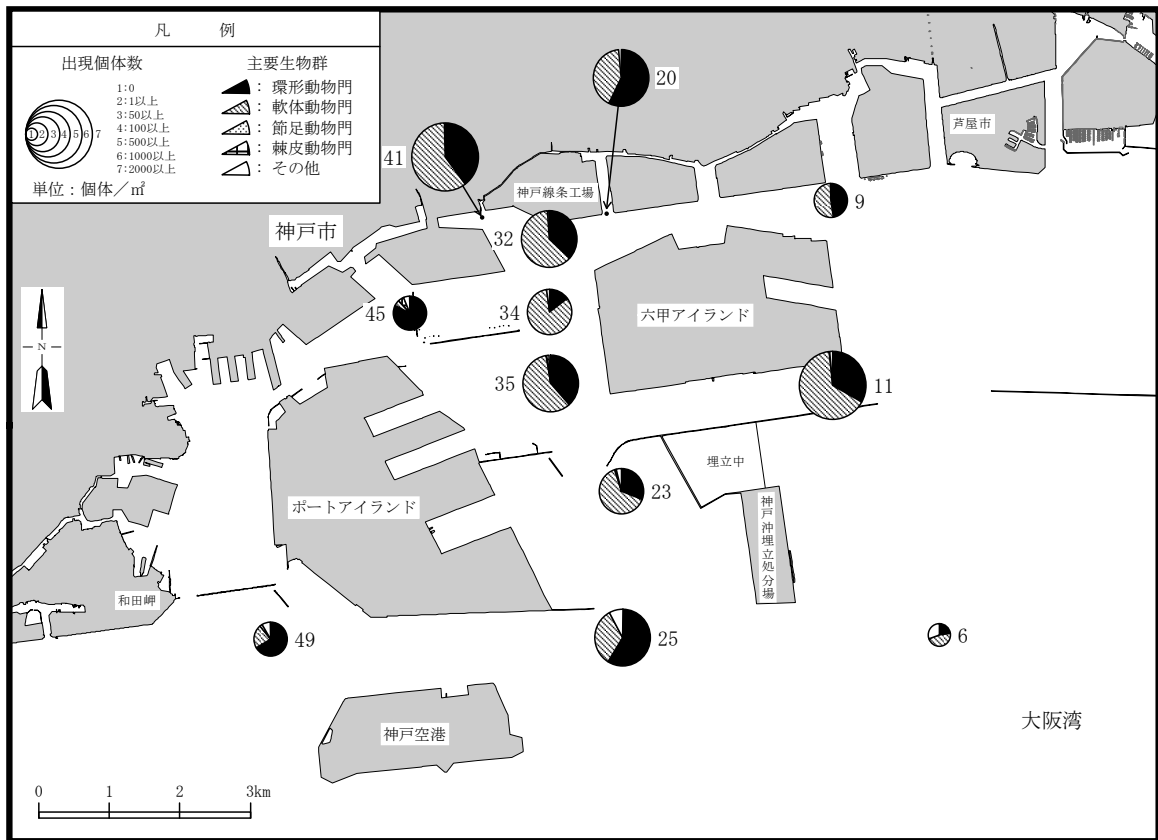 凡 例
出現個体数
1:0
2:1以上
3:50以上
4:100以上
5:500以上
6:1000以上
7:2000以上
1 2 3 4 5 6 7
単位：個体／㎡
主要生物群
： 環形動物門
： 軟体動物門
： 節足動物門
： 棘皮動物門
： その他
20
41
芦屋市
神戸線条工場
9
神戸市
32
45
34
六甲アイランド
N
35
11
埋立中
23
ポートアイランド
神戸沖埋立処分場
和田岬
49
25
6
大阪湾
神戸空港
0 1 2 3km